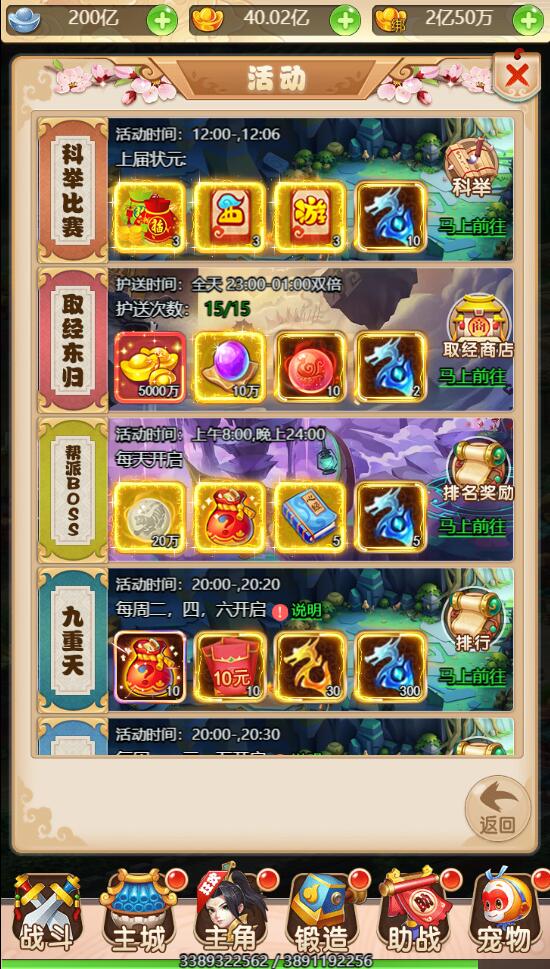 200亿
40.02亿
绑
2亿50万
活动
科举比赛
活动时间：12:00-,12:06
上届状元:
福
3
3
游
3
10
科举
马上前往
取经东归
护送时间：全天 23:00-01:00双倍
护送次数： 15/15
5000万
10万
10
2
商
取经商店
马上前往
帮派BOSS
活动时间：上午8:00,晚上24:00
每天开启
20万
5
5
5
排名奖励
马上前往
九重天
活动时间：20:00-,20:20
每周二，四，六开启 ! 说明
10
10元
10
30
300
排行
马上前往
活动时间：20:00-,20:30
返回
战斗
主城
主角
锻造
助战
宠物
3389322562 / 3891192256